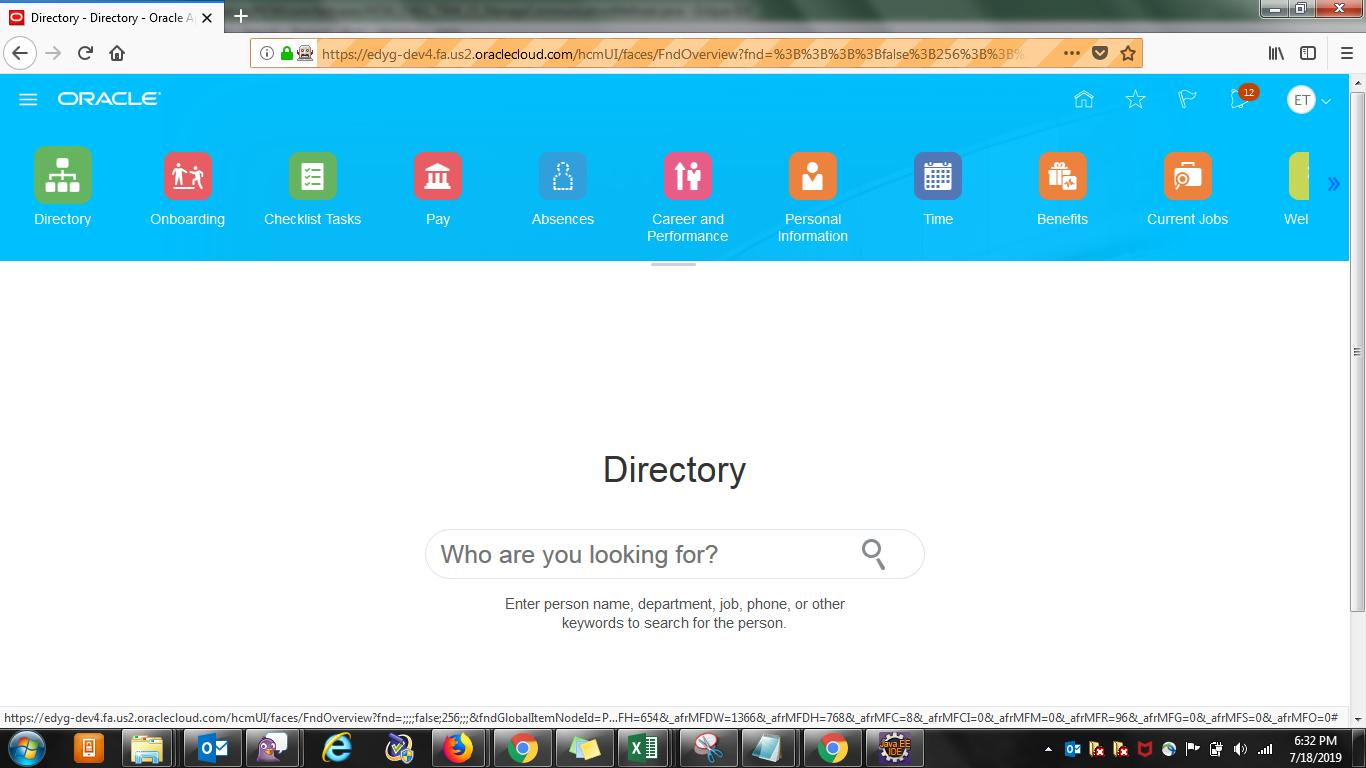 Directory - Directory - Oracle A
https://edyg-dev4.fa.us2.oraclecloud.com/hcmUI/faces/FndOverview?fnd=%3B%3B%3B%3Bfalse%3B256%3B%3B%
ORACLE
12
ET
Directory
Onboarding
Checklist Tasks
Pay
Absences
Career and
Performance
Personal
Information
Time
Benefits
Current Jobs
Wel
Directory
Who are you looking for?
Enter person name, department, job, phone, or other
keywords to search for the person.
https://edyg-dev4.fa.us2.oraclecloud.com/hcmUI/faces/FndOverview?fnd=;;;;false;256;;;&fndGlobalItemNodeId=P...FH=654&_afrMFDW=1366&_afrMFDH=768&_afrMFC=8&_afrMFCI=0&_afrMFM=0&_afrMFR=96&_afrMFG=0&_afrMFS=0&_afrMFO=0#
Java EE
IDE
6:32 PM
7/18/2019